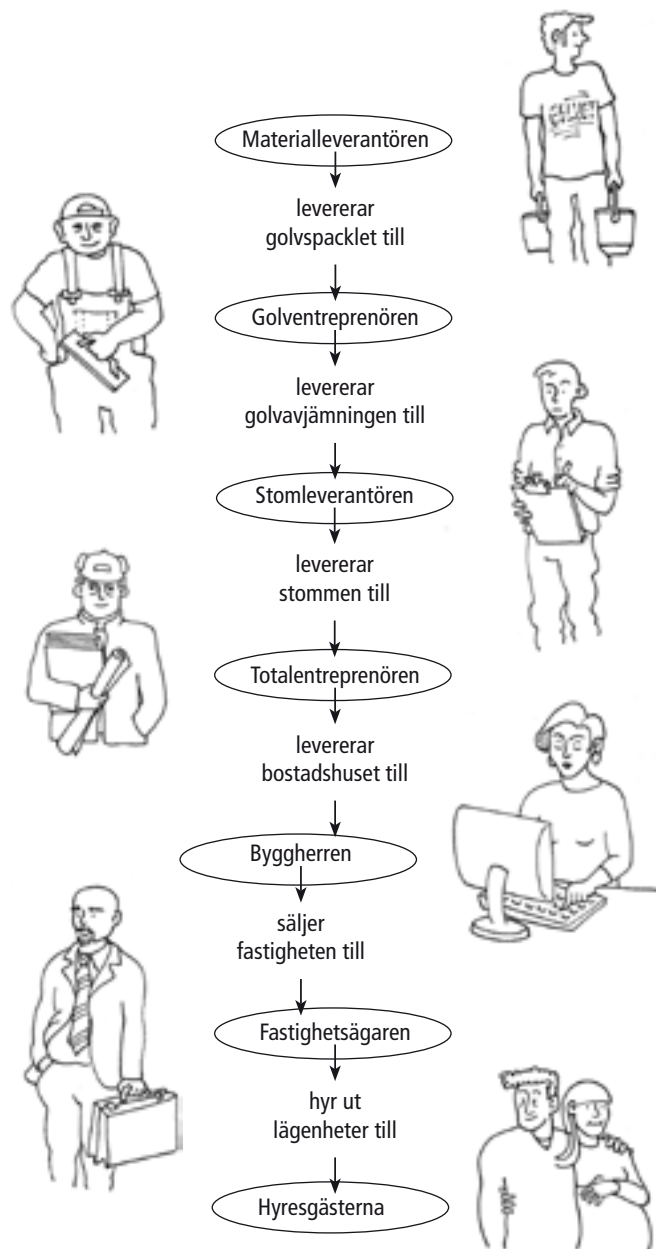 Materialleverantören
levererar
golvspacklet till
Golventreprenören
levererar
golvavjämningen till
Stomleverantören
levererar
stommen till
Totalentreprenören
levererar
bostadshuset till
Byggherren
säljer
fastigheten till
Fastighetsägaren
hyr ut
lägenheter till
Hyresgästerna